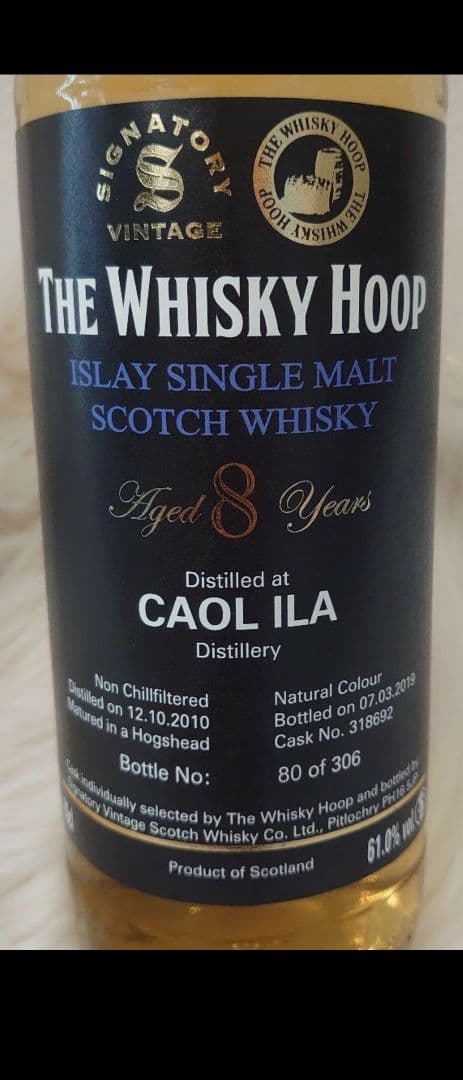 SIGNATORY
S
VINTAGE
THE WHISKY HOOP
THE WHISKY HOOP
THE WHISKY HOOP
ISLAY SINGLE MALT
SCOTCH WHISKY
Aged 8 Years
Distilled at
CAOL ILA
Distillery
Non Chillfiltered
Distilled on 12.10.2010
Matured in a Hogshead
Natural Colour
Bottled on 07.03.2019
Cask No. 318692
Bottle No: 80 of 306
Cask individually selected by The Whisky Hoop and bottled by
Signatory Vintage Scotch Whisky Co. Ltd., Pitlochry PH16 5JP
Product of Scotland
61.0% vol